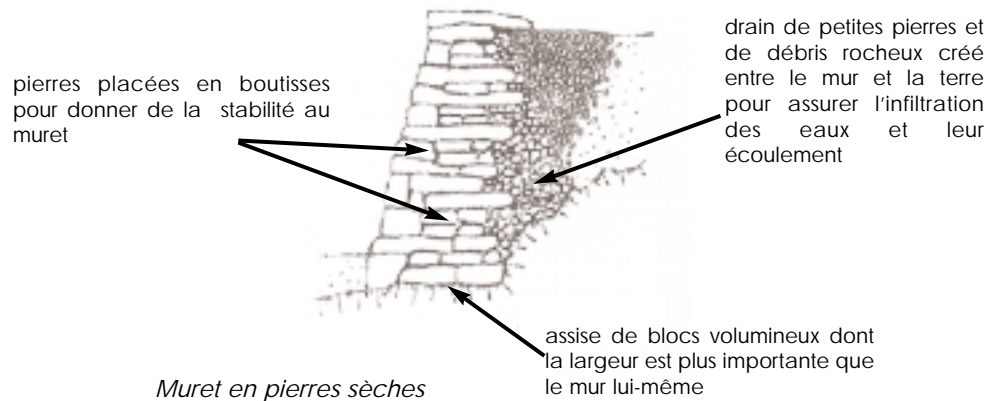 pierres placées en boutisses
pour donner de la stabilité au
muret
drain de petites pierres et
de débris rocheux créé
entre le mur et la terre
pour assurer l'infiltration
des eaux et leur
écoulement
assise de blocs volumineux dont
la largeur est plus importante que
le mur lui-même
Muret en pierres sèches